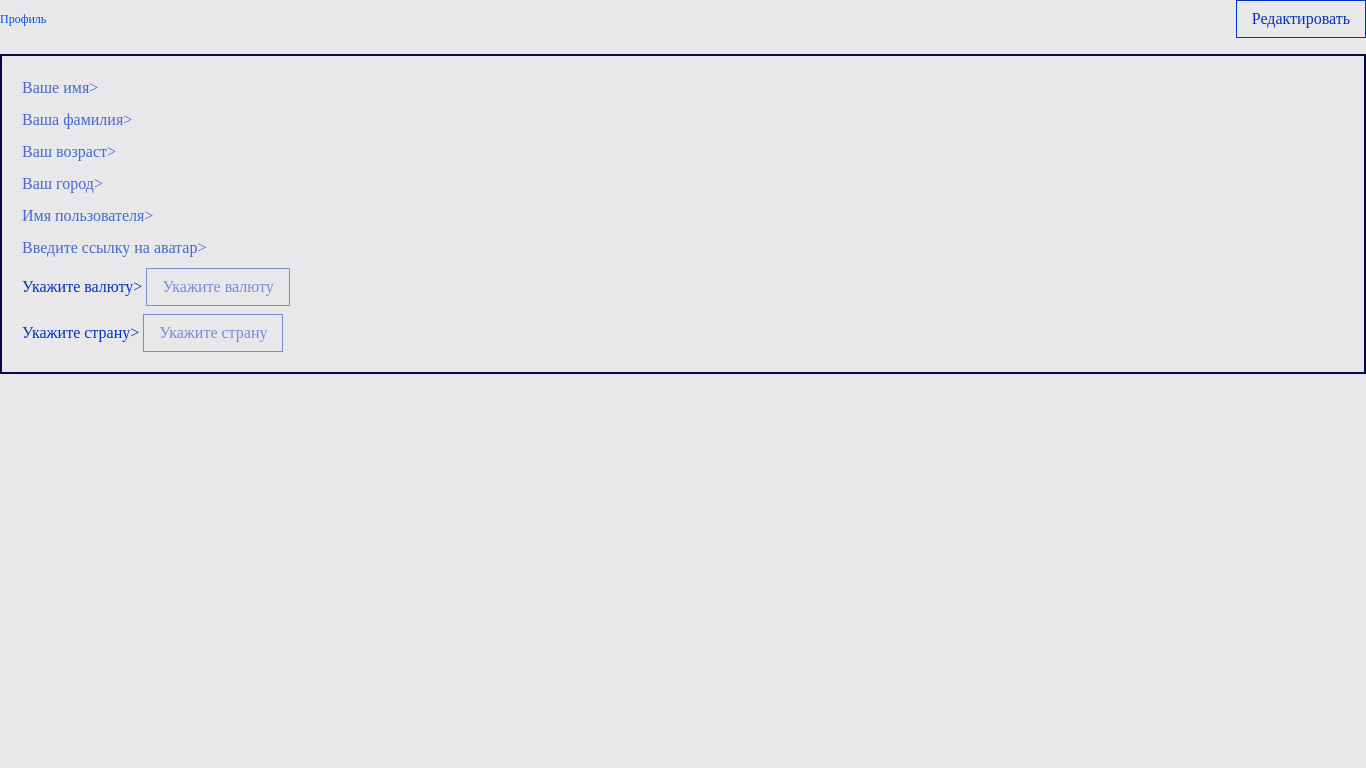 Профиль
Редактировать
Ваше имя>
Ваша фамилия>
Ваш возраст>
Ваш город>
Имя пользователя>
Введите ссылку на аватар>
Укажите валюту> Укажите валюту
Укажите страну> Укажите страну